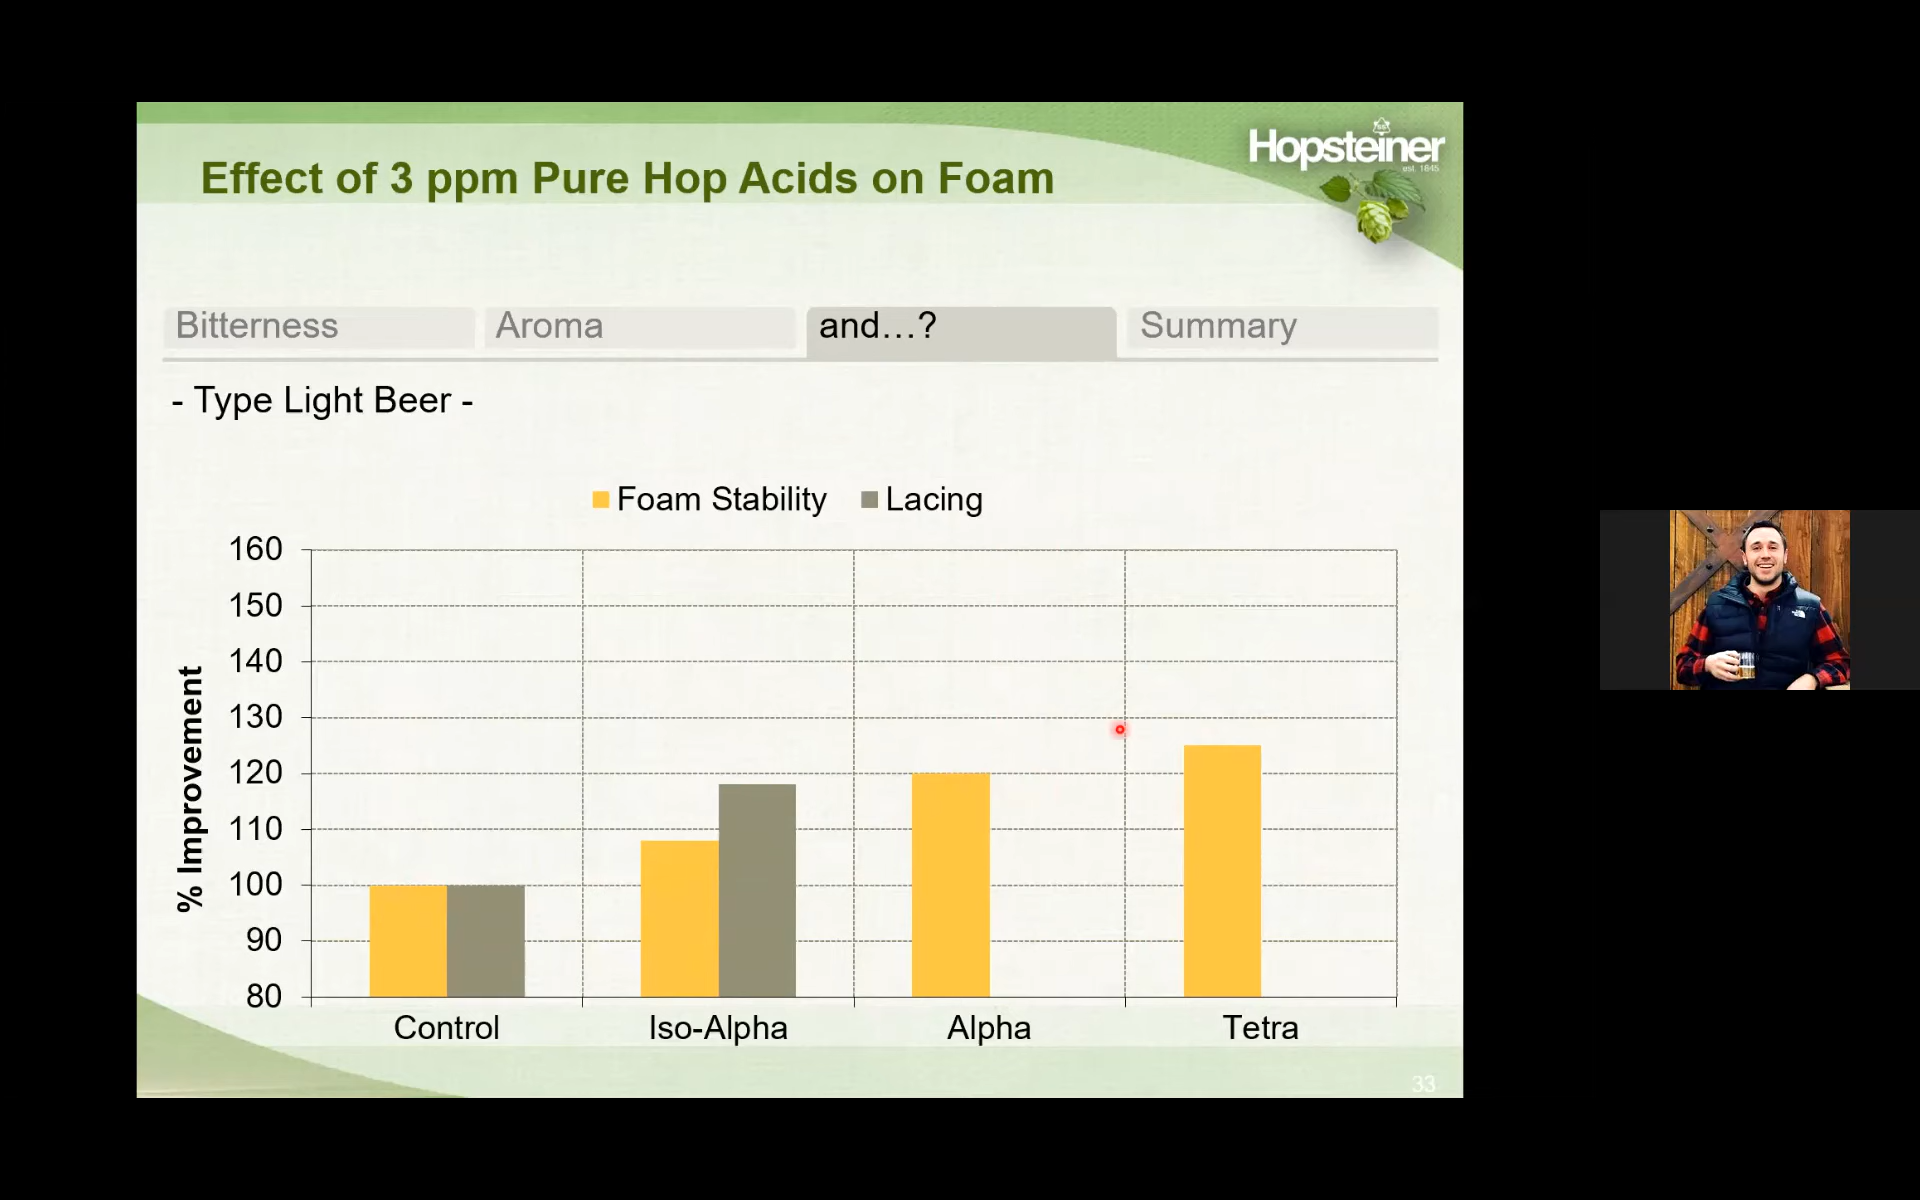 Effect of 3 ppm Pure Hop Acids on Foam
Hopsteiner
est. 1845
Bitterness
Aroma
and…?
Summary
- Type Light Beer -
Foam Stability
Lacing
% Improvement
160
150
140
130
120
110
100
90
80
Control
Iso-Alpha
Alpha
Tetra
33